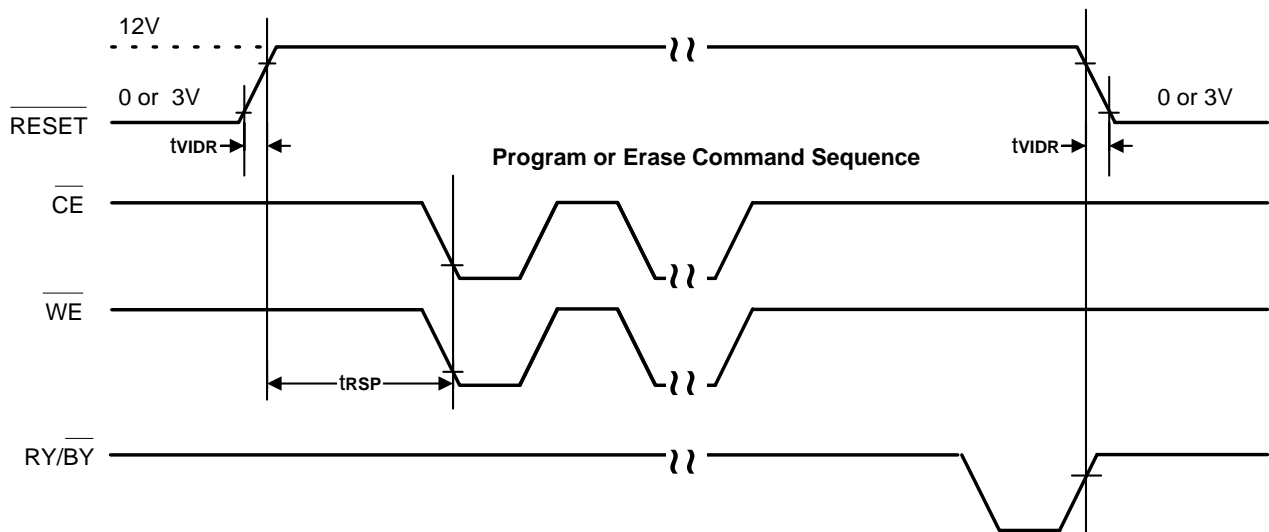 12V
0 or 3V
0 or 3V
RESET
tVIDR
tVIDR
Program or Erase Command Sequence
CE
WE
tRSP
RY/BY